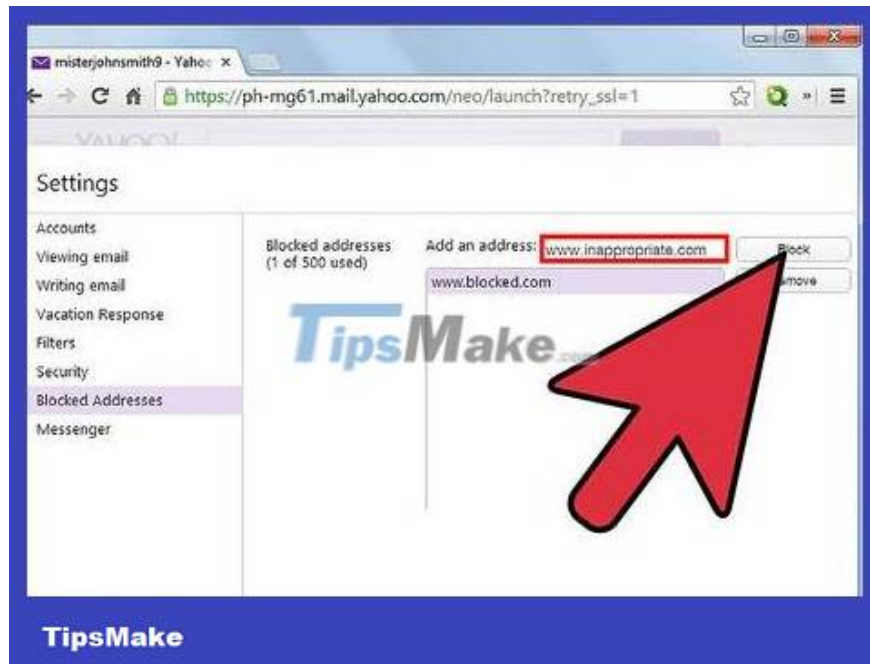 misterjohnsmith9 - Yahoo
https://ph-mg61.mail.yahoo.com/neo/launch?retry_ssl=1
YAHOO!
Settings
Accounts
Viewing email
Writing email
Vacation Response
Filters
Security
Blocked Addresses
Messenger
Blocked addresses
(1 of 500 used)
Add an address: www.inappropriate.com Block
www.blocked.com
TipsMake.com
TipsMake